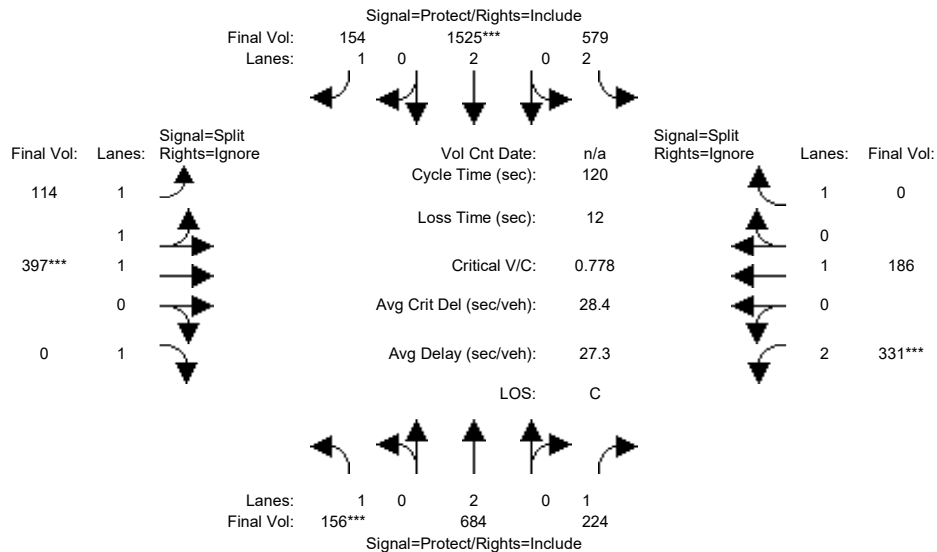 Signal=Protect/Rights=Include
Final Vol: 154 1525*** 579
Lanes: 1 0 2 0 2
Signal=Split
Final Vol: Lanes: Rights=Ignore
Vol Cnt Date: n/a
Signal=Split
Rights=Ignore Lanes: Final Vol:
Cycle Time (sec): 120
114 1
1 0
Loss Time (sec): 12
1
0
397*** 1
Critical V/C: 0.778
1 186
0
Avg Crit Del (sec/veh): 28.4
0
0 1
Avg Delay (sec/veh): 27.3
2 331***
LOS: C
Lanes: 1 0 2 0 1
Final Vol: 156*** 684 224
Signal=Protect/Rights=Include